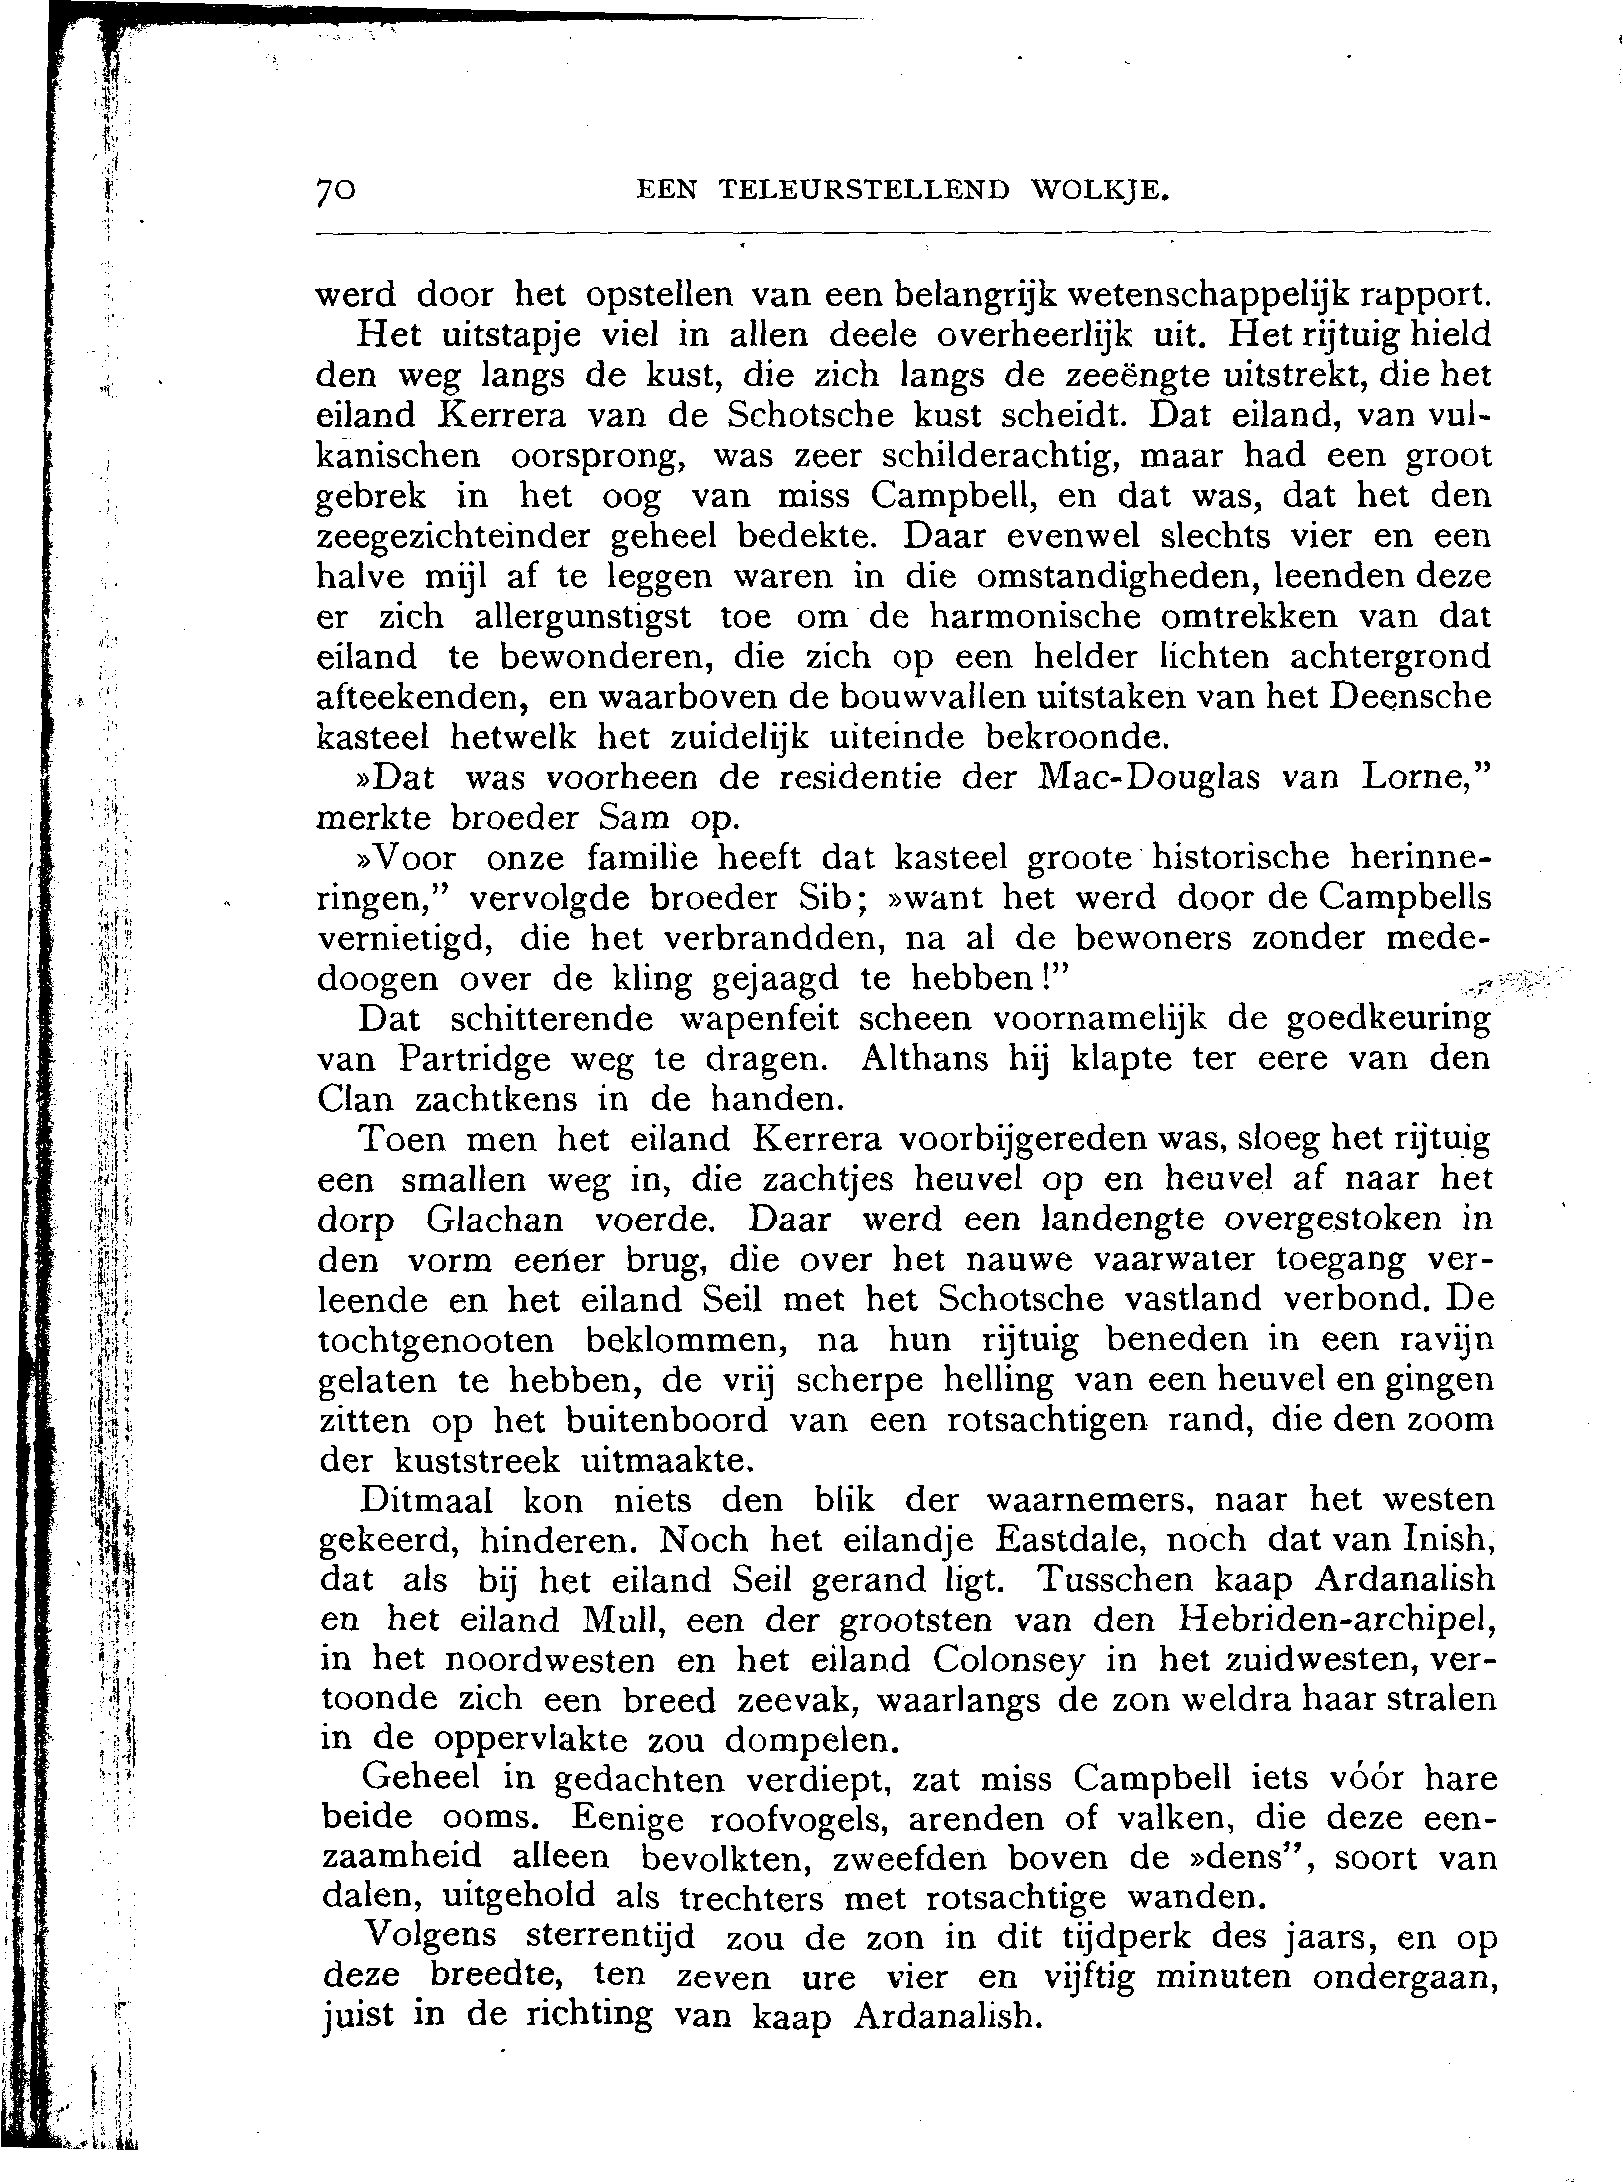 70 EEN TELEURSTELLEND WOLKJE.
werd door het opstellen van een belangrijk wetenschappelijk rapport.
Het uitstapje viel in allen deele overheerlijk uit. Het rijtuig hield
den weg langs de kust, die zich langs de zeeëngte uitstrekt, die het
eiland Kerrera van de Schotsche kust scheidt. Dat eiland, van vul-
kanischen oorsprong, was zeer schilderachtig, maar had een groot
gebrek in het oog van miss Campbell, en dat was, dat het den
zeegezichteinder geheel bedekte. Daar evenwel slechts vier en een
halve mijl af te leggen waren in die omstandigheden, leenden deze
er zich allergunstigst toe om de harmonische omtrekken van dat
eiland te bewonderen, die zich op een helder lichten achtergrond
afteekenden, en waarboven de bouwvallen uitstaken van het Deensche
kasteel hetwelk het zuidelijk uiteinde bekroonde.
»Dat was voorheen de residentie der Mac-Douglas van Lorne,”
merkte broeder Sam op.
»Voor onze familie heeft dat kasteel groote historische herinne-
ringen,” vervolgde broeder Sib; »want het werd door de Campbells
vernietigd, die het verbrandden, na al de bewoners zonder mede-
doogen over de kling gejaagd te hebben!”
Dat schitterende wapenfeit scheen voornamelijk de goedkeuring
van Partridge weg te dragen. Althans hij klapte ter eere van den
Clan zachtkens in de handen.
Toen men het eiland Kerrera voorbijgereden was, sloeg het rijtuig
een smallen weg in, die zachtjes heuvel op en heuvel af naar het
dorp Glachan voerde. Daar werd een landengte overgestoken in
den vorm eener brug, die over het nauwe vaarwater toegang ver-
leende en het eiland Seil met het Schotsche vastland verbond. De
tochtgenooten beklommen, na hun rijtuig beneden in een ravijn
gelaten te hebben, de vrij scherpe helling van een heuvel en gingen
zitten op het buitenboord van een rotsachtigen rand, die den zoom
der kuststreek uitmaakte.
Ditmaal kon niets den blik der waarnemers, naar het westen
gekeerd, hinderen. Noch het eilandje Eastdale, noch dat van Inish,
dat als bij het eiland Seil gerand ligt. Tusschen kaap Ardanalish
en het eiland Mull, een der grootsten van den Hebriden-archipel,
in het noordwesten en het eiland Colonsey in het zuidwesten, ver-
toonde zich een breed zeevak, waarlangs de zon weldra haar stralen
in de oppervlakte zou dompelen.
Geheel in gedachten verdiept, zat miss Campbell iets vóór hare
beide ooms. Eenige roofvogels, arenden of valken, die deze een-
zaamheid alleen bevolkten, zweefden boven de »dens”, soort van
dalen, uitgehold als trechters met rotsachtige wanden.
Volgens sterrentijd zou de zon in dit tijdperk des jaars, en op
deze breedte, ten zeven ure vier en vijftig minuten ondergaan,
juist in de richting van kaap Ardanalish.